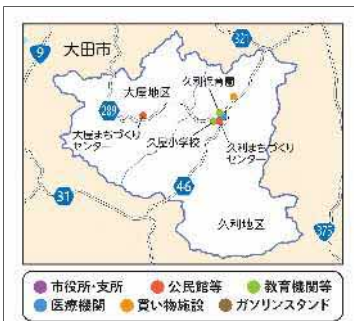 大田市
9
321
大屋地区
久利保育園
289
大屋まちづくり
センター
久屋小学校
久利まちづくり
センター
46
31
久利地区
375
市役所・支所
公民館等
教育機関等
医療機関
買い物施設
ガソリンスタンド